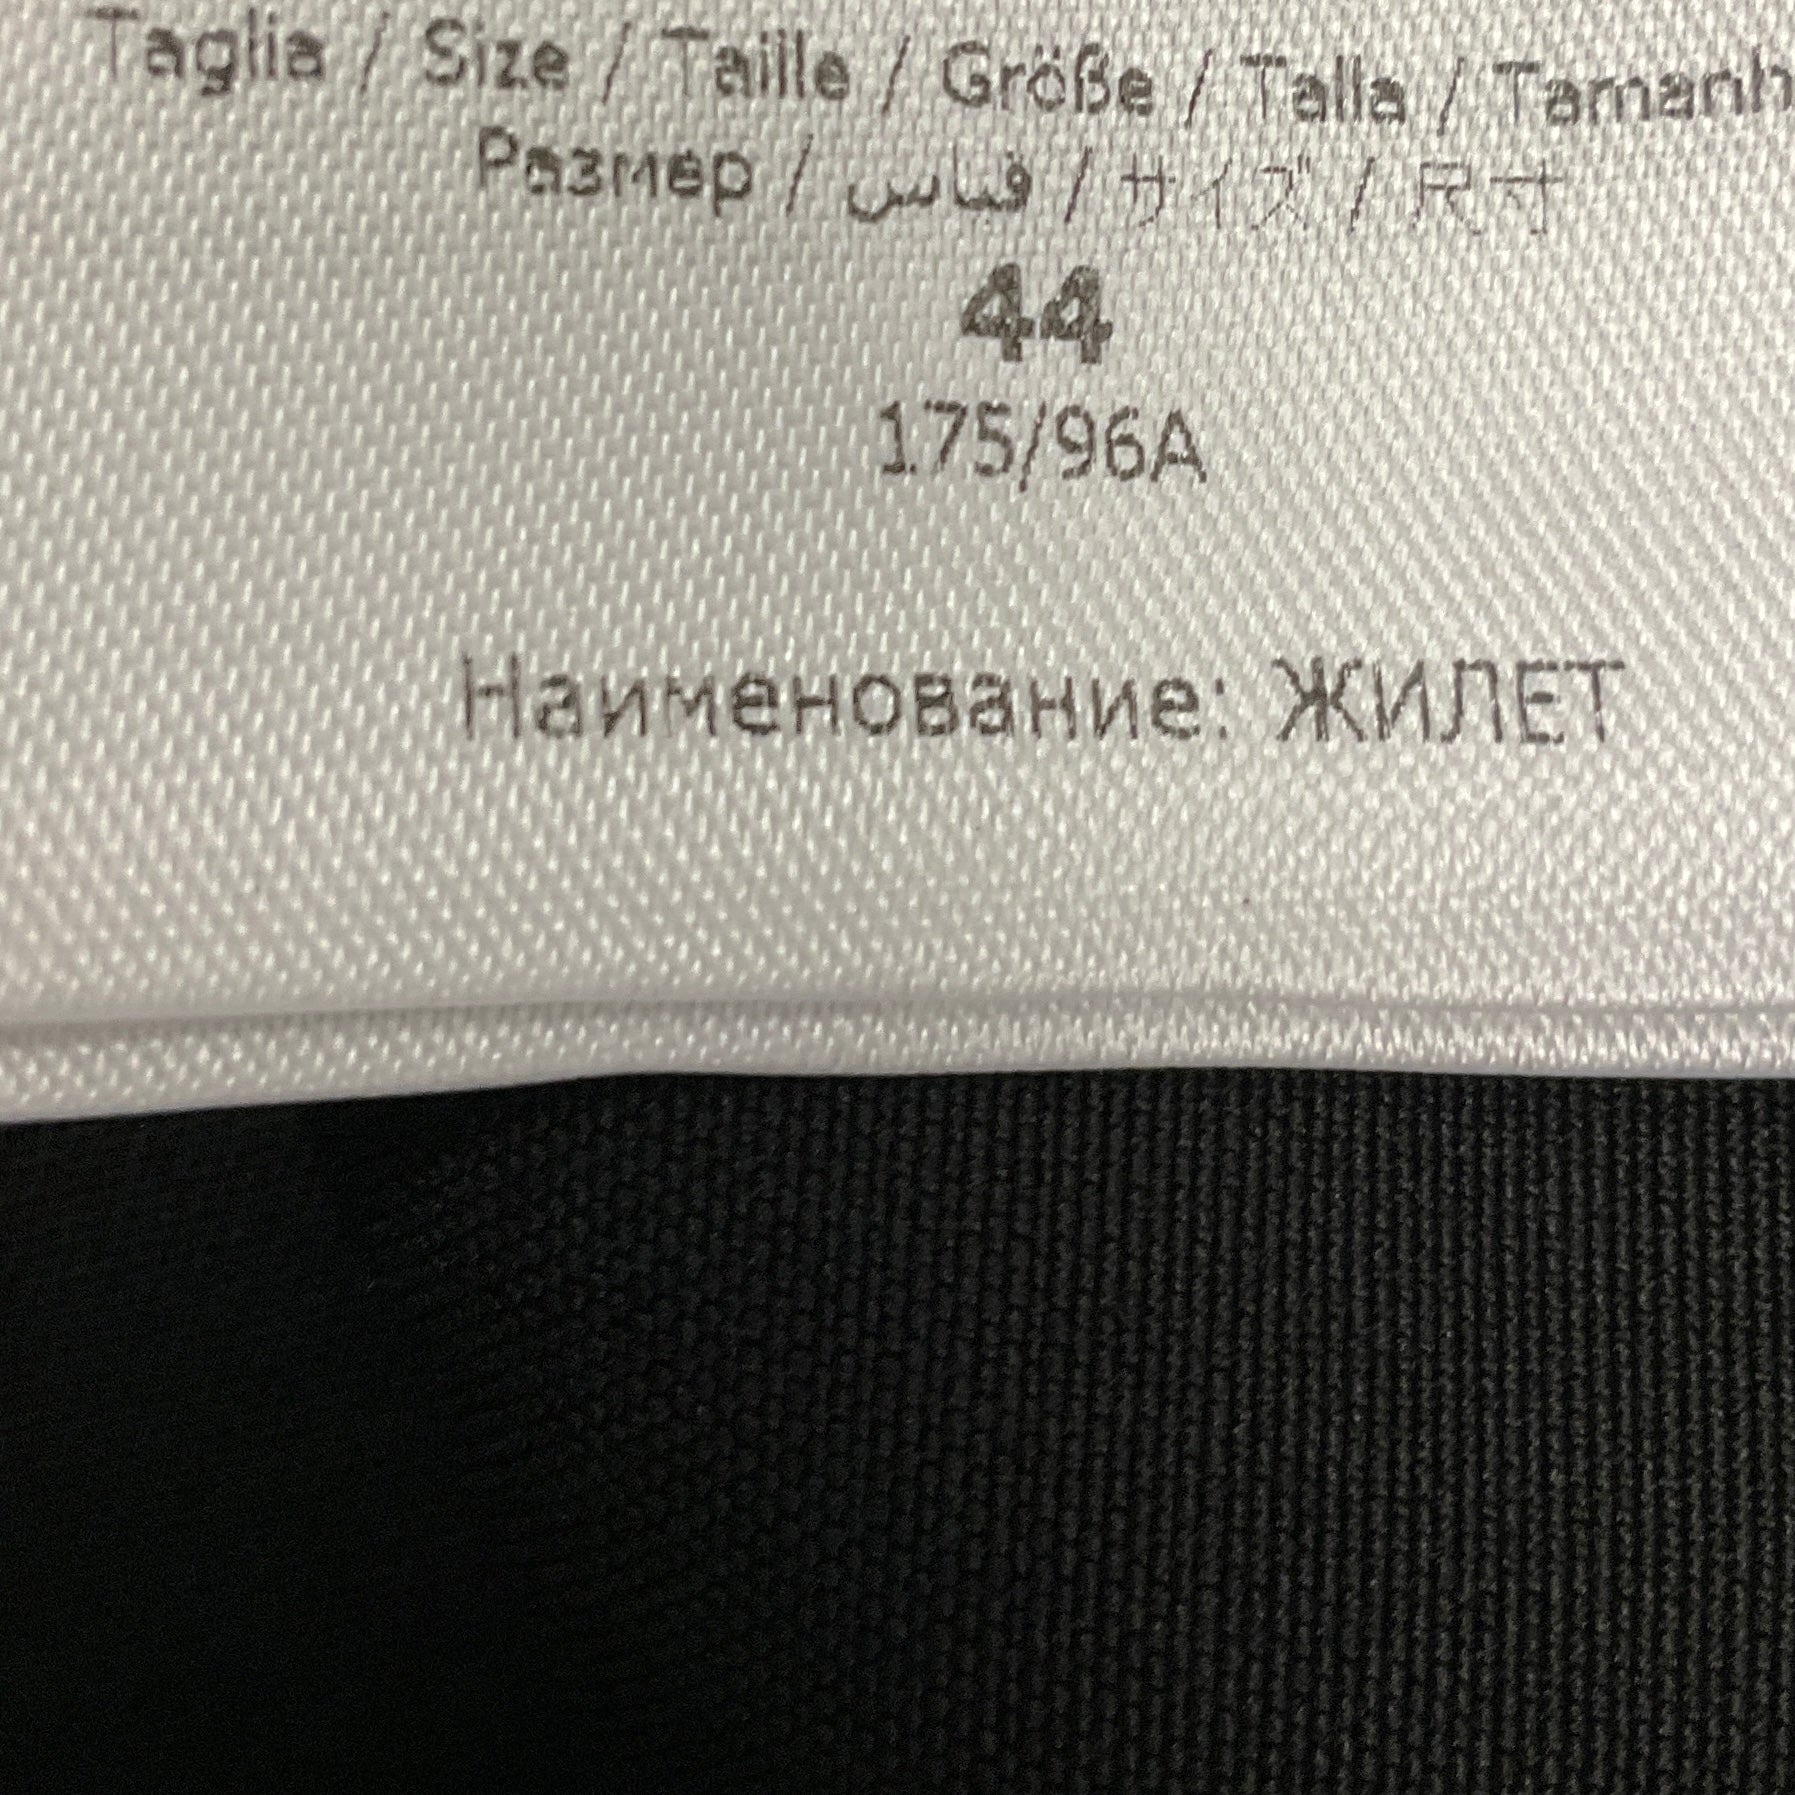 Taglia / Size / Taille / Größe / Talla / Tamanh
Размер / قياس / サイズ / 尺寸
44
175/96A
Наименование: ЖИЛЕТ